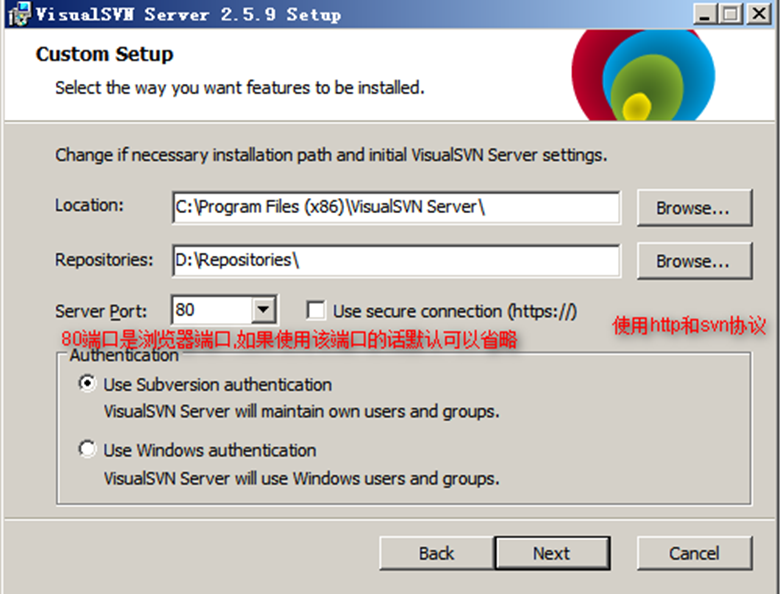 VisualSVN Server 2.5.9 Setup
Custom Setup
Select the way you want features to be installed.
Change if necessary installation path and initial VisualSVN Server settings.
Location: C:\Program Files (x86)\VisualSVN Server\ Browse...
Repositories: D:\Repositories\ Browse...
Server Port: 80 Use secure connection (https://)
使用http和svn协议
80端口是浏览器端口,如果使用该端口的话默认可以省略
Authentication
Use Subversion authentication
VisualSVN Server will maintain own users and groups.
Use Windows authentication
VisualSVN Server will use Windows users and groups.
Back Next Cancel